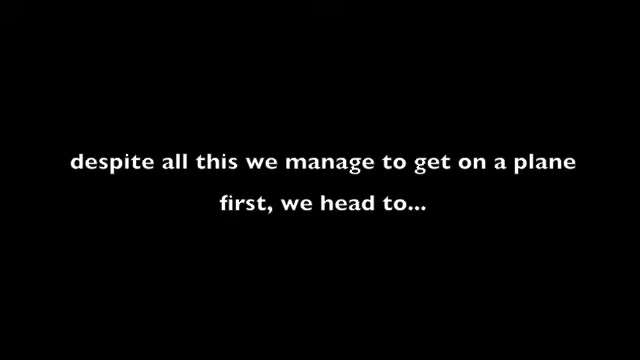 despite all this we manage to get on a plane
first, we head to...